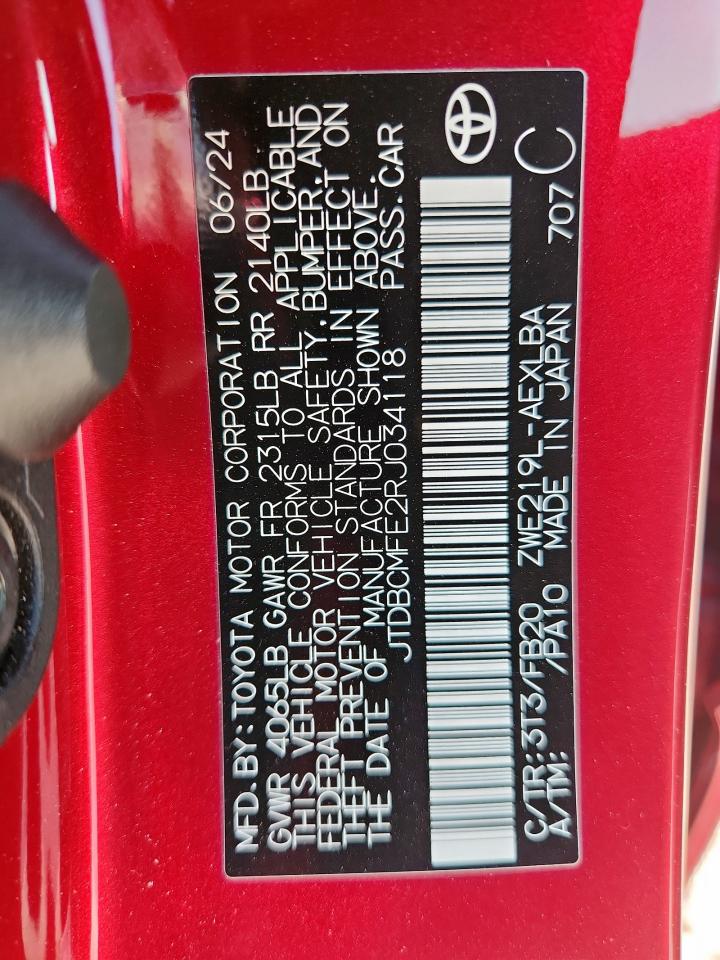 MFD. BY: TOYOTA MOTOR CORPORATION 06/24
GVWR 4065LB GAWR FR 2315LB RR 2140LB
THIS VEHICLE CONFORMS TO ALL APPLICABLE
FEDERAL MOTOR VEHICLE SAFETY, BUMPER, AND
THEFT PREVENTION STANDARDS IN EFFECT ON
THE DATE OF MANUFACTURE SHOWN ABOVE.
JTDBCMFE2RJ034118 PASS. CAR
C/TR: 3T3/FB20 ZWE219L-AEXLBA C
A/TM: /PA10 MADE IN JAPAN 707